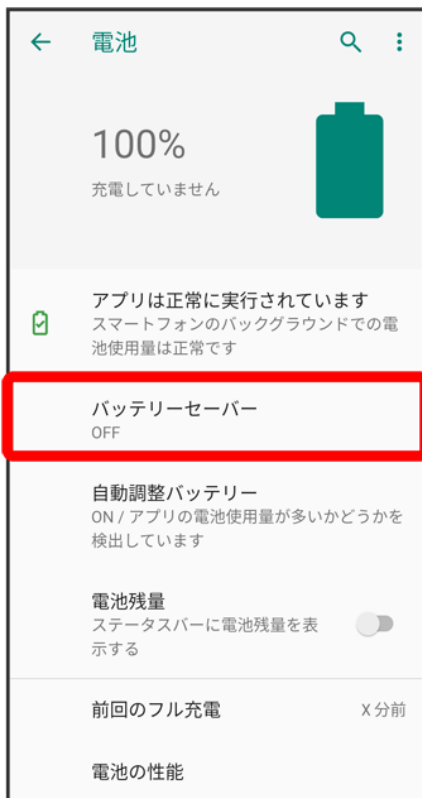 電池
100%
充電していません
アプリは正常に実行されています
スマートフォンのバックグラウンドでの電
池使用量は正常です
バッテリーセーバー
OFF
自動調整バッテリー
ON / アプリの電池使用量が多いかどうかを
検出しています
電池残量
ステータスバーに電池残量を表
示する
前回のフル充電 X 分前
電池の性能